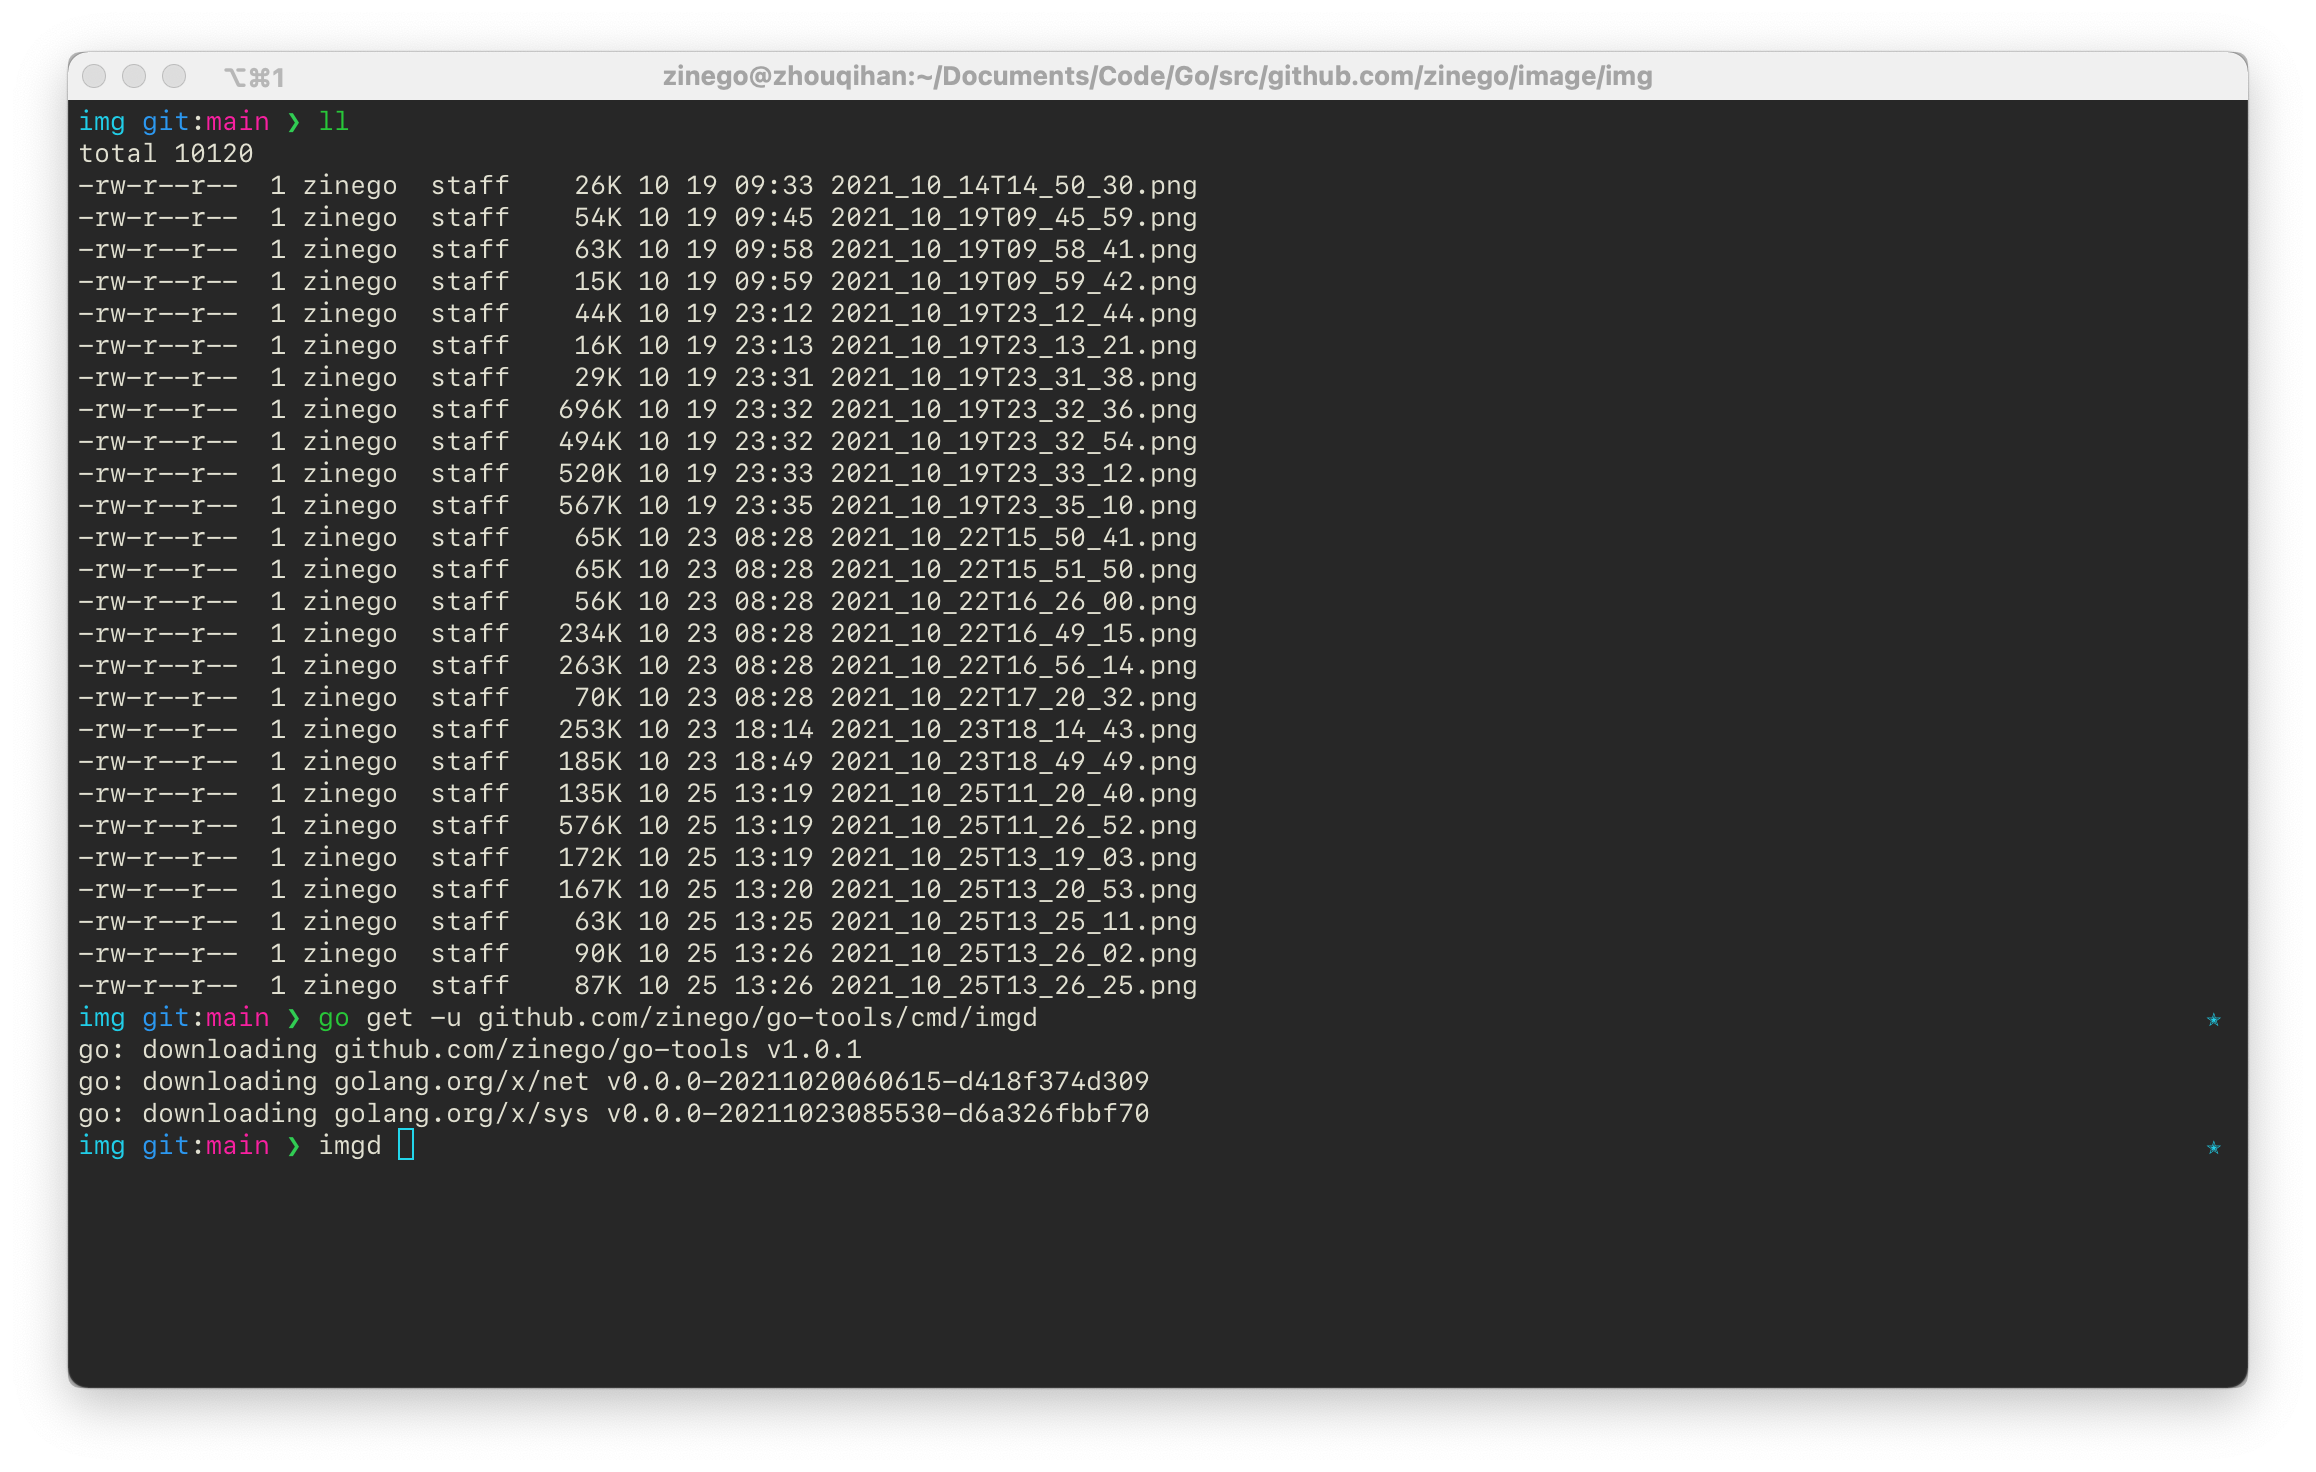 ⌥⌘1 zinego@zhouqihan:~/Documents/Code/Go/src/github.com/zinego/image/img
img git:main ❯ ll
total 10120
-rw-r--r--  1 zinego  staff    26K 10 19 09:33 2021_10_14T14_50_30.png
-rw-r--r--  1 zinego  staff    54K 10 19 09:45 2021_10_19T09_45_59.png
-rw-r--r--  1 zinego  staff    63K 10 19 09:58 2021_10_19T09_58_41.png
-rw-r--r--  1 zinego  staff    15K 10 19 09:59 2021_10_19T09_59_42.png
-rw-r--r--  1 zinego  staff    44K 10 19 23:12 2021_10_19T23_12_44.png
-rw-r--r--  1 zinego  staff    16K 10 19 23:13 2021_10_19T23_13_21.png
-rw-r--r--  1 zinego  staff    29K 10 19 23:31 2021_10_19T23_31_38.png
-rw-r--r--  1 zinego  staff   696K 10 19 23:32 2021_10_19T23_32_36.png
-rw-r--r--  1 zinego  staff   494K 10 19 23:32 2021_10_19T23_32_54.png
-rw-r--r--  1 zinego  staff   520K 10 19 23:33 2021_10_19T23_33_12.png
-rw-r--r--  1 zinego  staff   567K 10 19 23:35 2021_10_19T23_35_10.png
-rw-r--r--  1 zinego  staff    65K 10 23 08:28 2021_10_22T15_50_41.png
-rw-r--r--  1 zinego  staff    65K 10 23 08:28 2021_10_22T15_51_50.png
-rw-r--r--  1 zinego  staff    56K 10 23 08:28 2021_10_22T16_26_00.png
-rw-r--r--  1 zinego  staff   234K 10 23 08:28 2021_10_22T16_49_15.png
-rw-r--r--  1 zinego  staff   263K 10 23 08:28 2021_10_22T16_56_14.png
-rw-r--r--  1 zinego  staff    70K 10 23 08:28 2021_10_22T17_20_32.png
-rw-r--r--  1 zinego  staff   253K 10 23 18:14 2021_10_23T18_14_43.png
-rw-r--r--  1 zinego  staff   185K 10 23 18:49 2021_10_23T18_49_49.png
-rw-r--r--  1 zinego  staff   135K 10 25 13:19 2021_10_25T11_20_40.png
-rw-r--r--  1 zinego  staff   576K 10 25 13:19 2021_10_25T11_26_52.png
-rw-r--r--  1 zinego  staff   172K 10 25 13:19 2021_10_25T13_19_03.png
-rw-r--r--  1 zinego  staff   167K 10 25 13:20 2021_10_25T13_20_53.png
-rw-r--r--  1 zinego  staff    63K 10 25 13:25 2021_10_25T13_25_11.png
-rw-r--r--  1 zinego  staff    90K 10 25 13:26 2021_10_25T13_26_02.png
-rw-r--r--  1 zinego  staff    87K 10 25 13:26 2021_10_25T13_26_25.png
img git:main ❯ go get -u github.com/zinego/go-tools/cmd/imgd ✭
go: downloading github.com/zinego/go-tools v1.0.1
go: downloading golang.org/x/net v0.0.0-20211020060615-d418f374d309
go: downloading golang.org/x/sys v0.0.0-20211023085530-d6a326fbbf70
img git:main ❯ imgd ✭